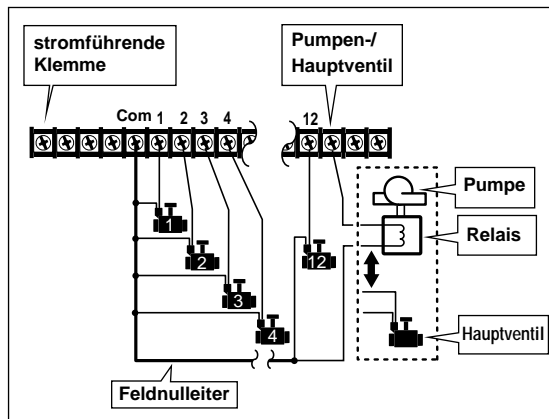 stromführende
Klemme
Pumpen-/
Hauptventil
Com 1 2 3 4
12
Pumpe
1
Relais
2
12
3
4
Hauptventil
Feldnulleiter